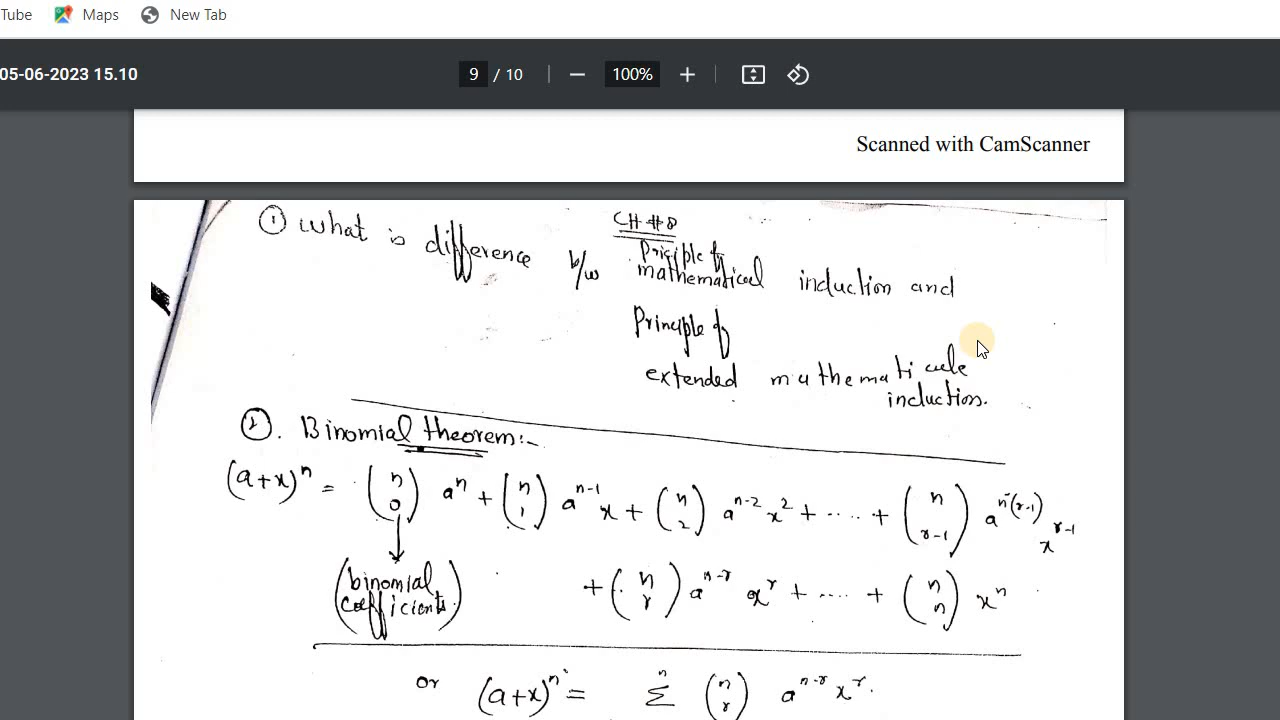 Tube Maps New Tab
05-06-2023 15.10
9 / 10 100%
Scanned with CamScanner
CH # 8
① What is difference b/w Priciple of mathematical induction and
Principle of
extended mathematicale
induction.
②. Binomial theorem:-
(a+x)^n = (n 0) a^n + (n 1) a^{n-1} x + (n 2) a^{n-2} x^2 + ..... + (n r-1) a^{n-(r-1)} x^{r-1}
(binomial coefficients) + (n r) a^{n-r} x^r + ..... + (n n) x^n
or (a+x)^n = Σ^n (n r) a^{n-r} x^r.